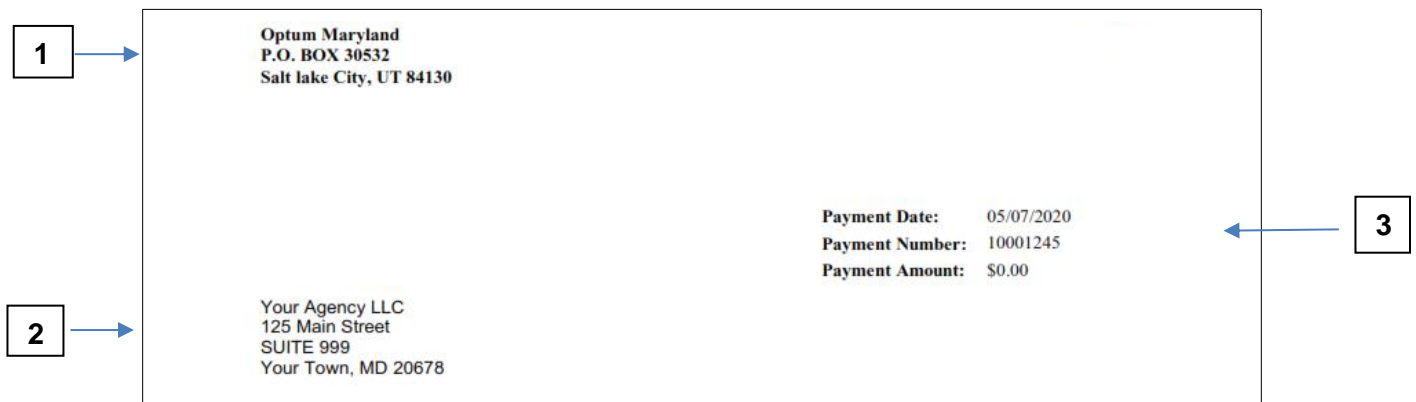 1
Optum Maryland
P.O. BOX 30532
Salt lake City, UT 84130
Payment Date: 05/07/2020
Payment Number: 10001245
Payment Amount: $0.00
3
2
Your Agency LLC
125 Main Street
SUITE 999
Your Town, MD 20678